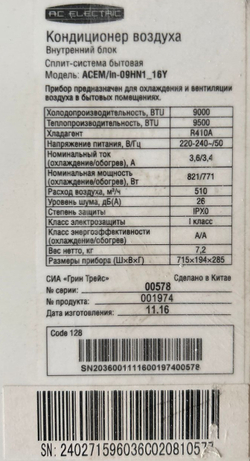 AC ELECTRIC
Кондиционер воздуха
Внутренний блок
Сплит-система бытовая
Модель: ACEM/in-09HN1_16Y
Прибор предназначен для охлаждения и вентиляции
воздуха в бытовых помещениях.
Холодопроизводительность, BTU 9000
Теплопроизводительность, BTU 9500
Хладагент R410A
Напряжение питания, В/Гц 220-240~/50
Номинальный ток
(охлаждение/обогрев), А 3,6/3,4
Номинальная мощность
(охлаждение/обогрев), Вт 821/771
Расход воздуха, м³/ч 510
Уровень шума, дБ(А) 26
Степень защиты IPX0
Класс электрозащиты I класс
Класс энергоэффективности
(охлаждение/обогрев) A/A
Вес нетто, кг 7,2
Размеры прибора (Ш×В×Г) 715×194×285
СИА «Грин Трейс» Сделано в Китае
№ серии: 00578
№ продукта: 001974
Дата изготовления: 11.16
Code 128
SN2036001111600197400578
SN: 240271596036C020810577